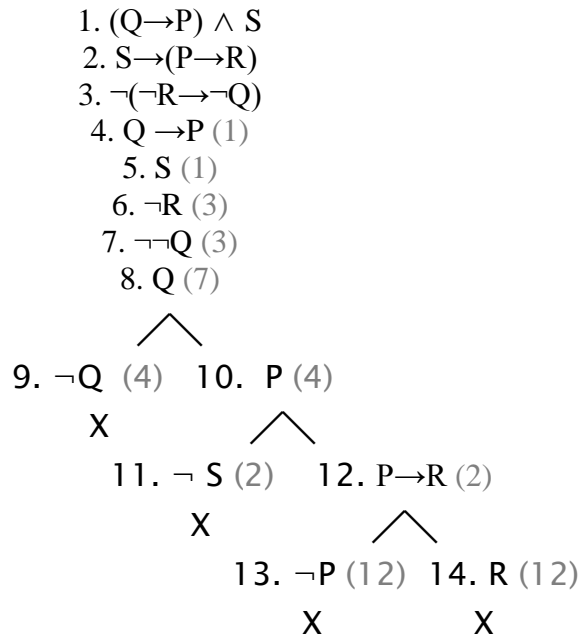 1. (Q→P) ∧ S
2. S→(P→R)
3. ¬(¬R→¬Q)
4. Q →P (1)
5. S (1)
6. ¬R (3)
7. ¬¬Q (3)
8. Q (7)
9. ¬Q (4) 10. P (4)
X
11. ¬ S (2) 12. P→R (2)
X
13. ¬P (12) 14. R (12)
X X